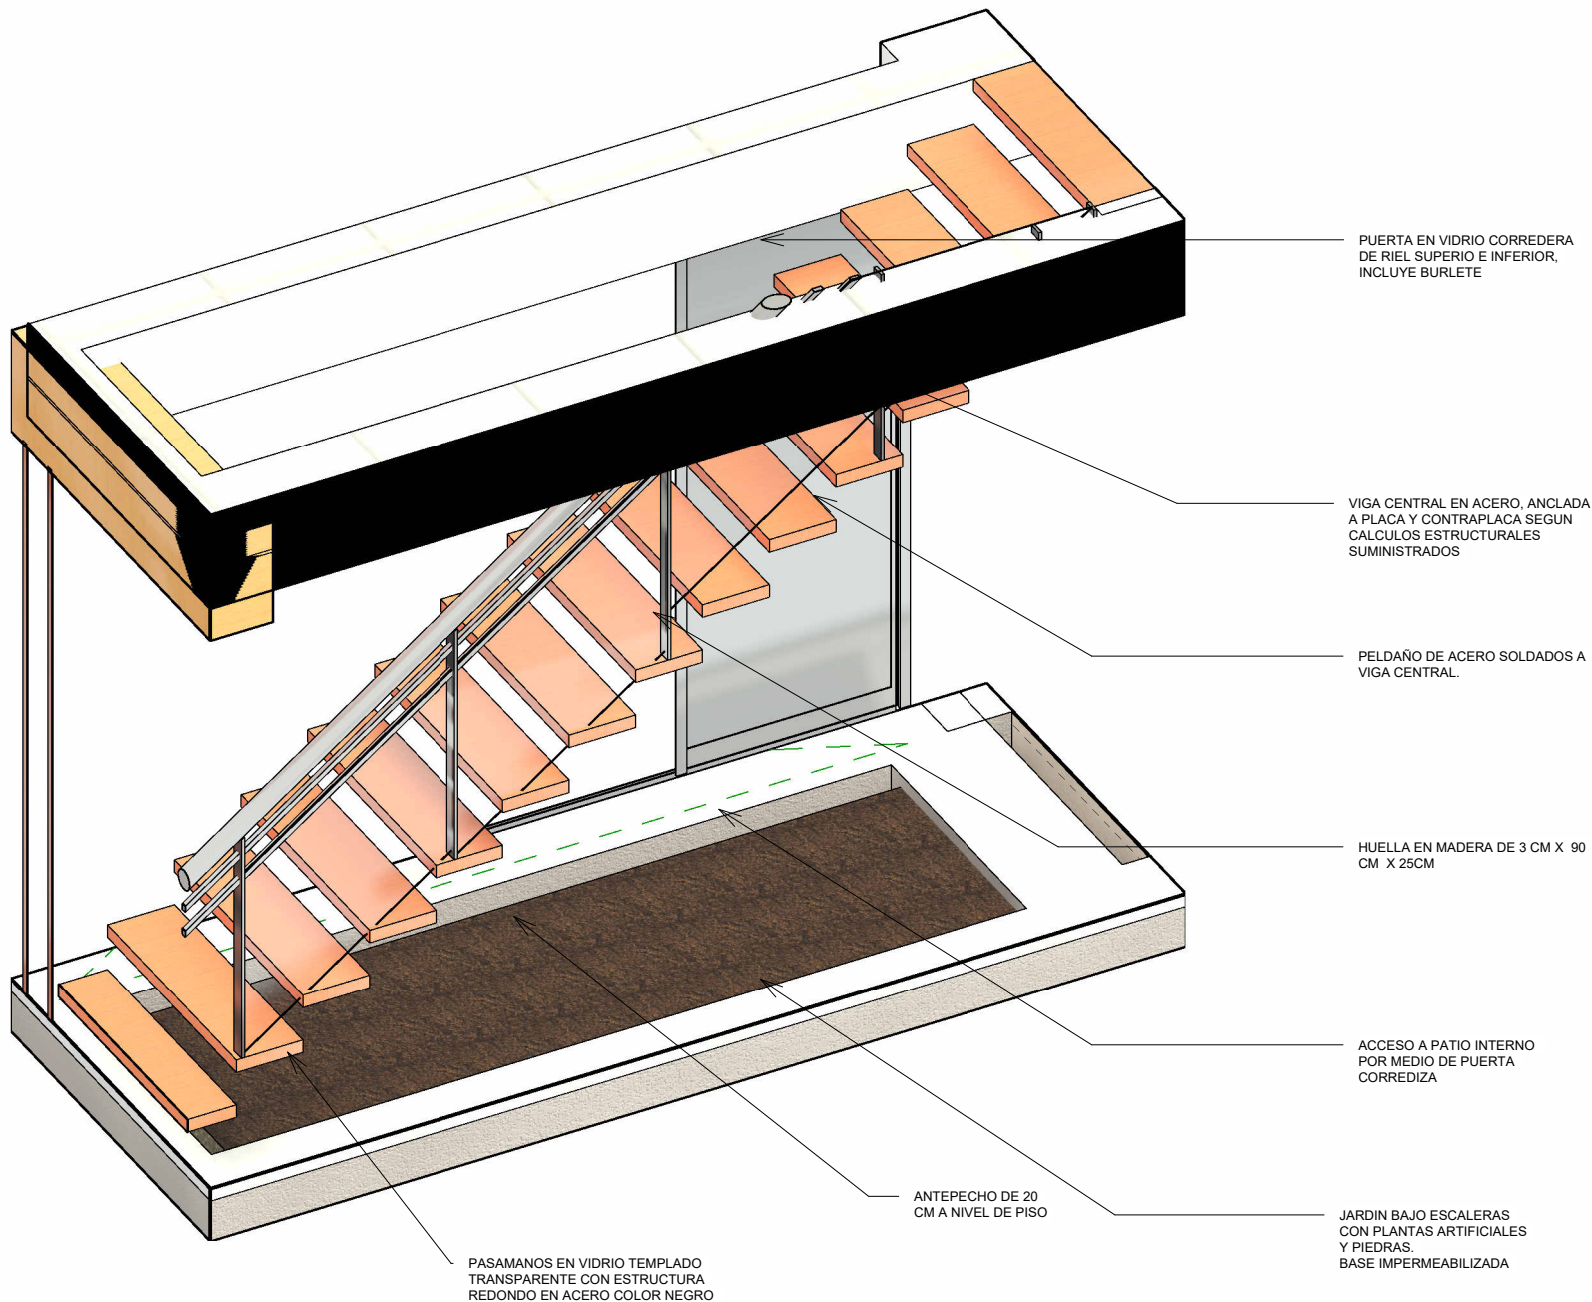 PUERTA EN VIDRIO CORREDERA
DE RIEL SUPERIO E INFERIOR,
INCLUYE BURLETE
VIGA CENTRAL EN ACERO, ANCLADA
A PLACA Y CONTRAPLACA SEGUN
CALCULOS ESTRUCTURALES
SUMINISTRADOS
PELDAÑO DE ACERO SOLDADOS A
VIGA CENTRAL.
HUELLA EN MADERA DE 3 CM X 90
CM X 25CM
ACCESO A PATIO INTERNO
POR MEDIO DE PUERTA
CORREDIZA
ANTEPECHO DE 20
CM A NIVEL DE PISO
JARDIN BAJO ESCALERAS
CON PLANTAS ARTIFICIALES
Y PIEDRAS.
BASE IMPERMEABILIZADA
PASAMANOS EN VIDRIO TEMPLADO
TRANSPARENTE CON ESTRUCTURA
REDONDO EN ACERO COLOR NEGRO